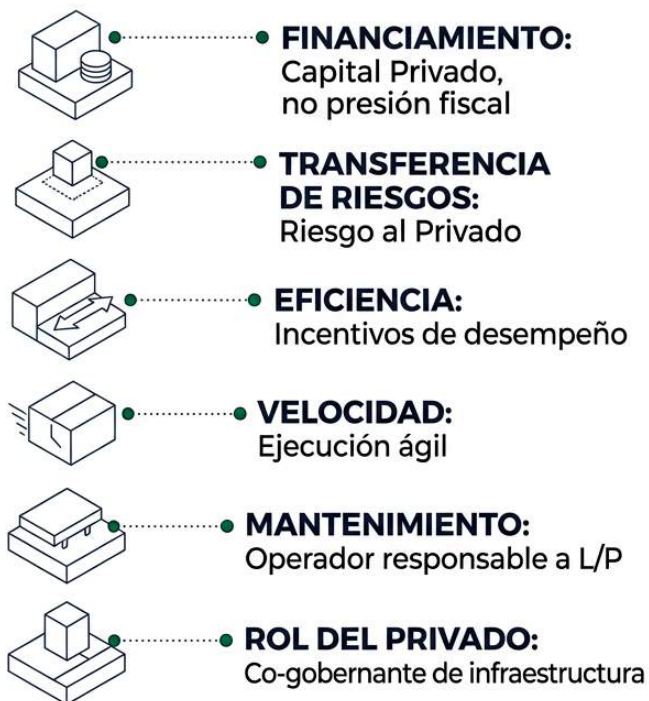 FINANCIAMIENTO:
Capital Privado,
no presión fiscal
TRANSFERENCIA
DE RIESGOS:
Riesgo al Privado
EFICIENCIA:
Incentivos de desempeño
VELOCIDAD:
Ejecución ágil
MANTENIMIENTO:
Operador responsable a L/P
ROL DEL PRIVADO:
Co-gobernante de infraestructura